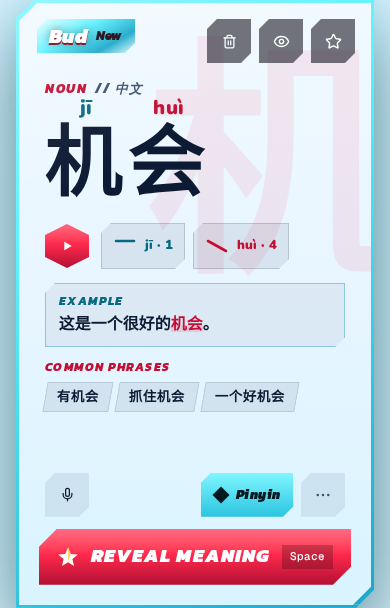 Bud New
NOUN // 中文
jī huì
机会
jī · 1 huì · 4
EXAMPLE
这是一个很好的机会。
COMMON PHRASES
有机会 抓住机会 一个好机会
Pinyin
REVEAL MEANING Space
机